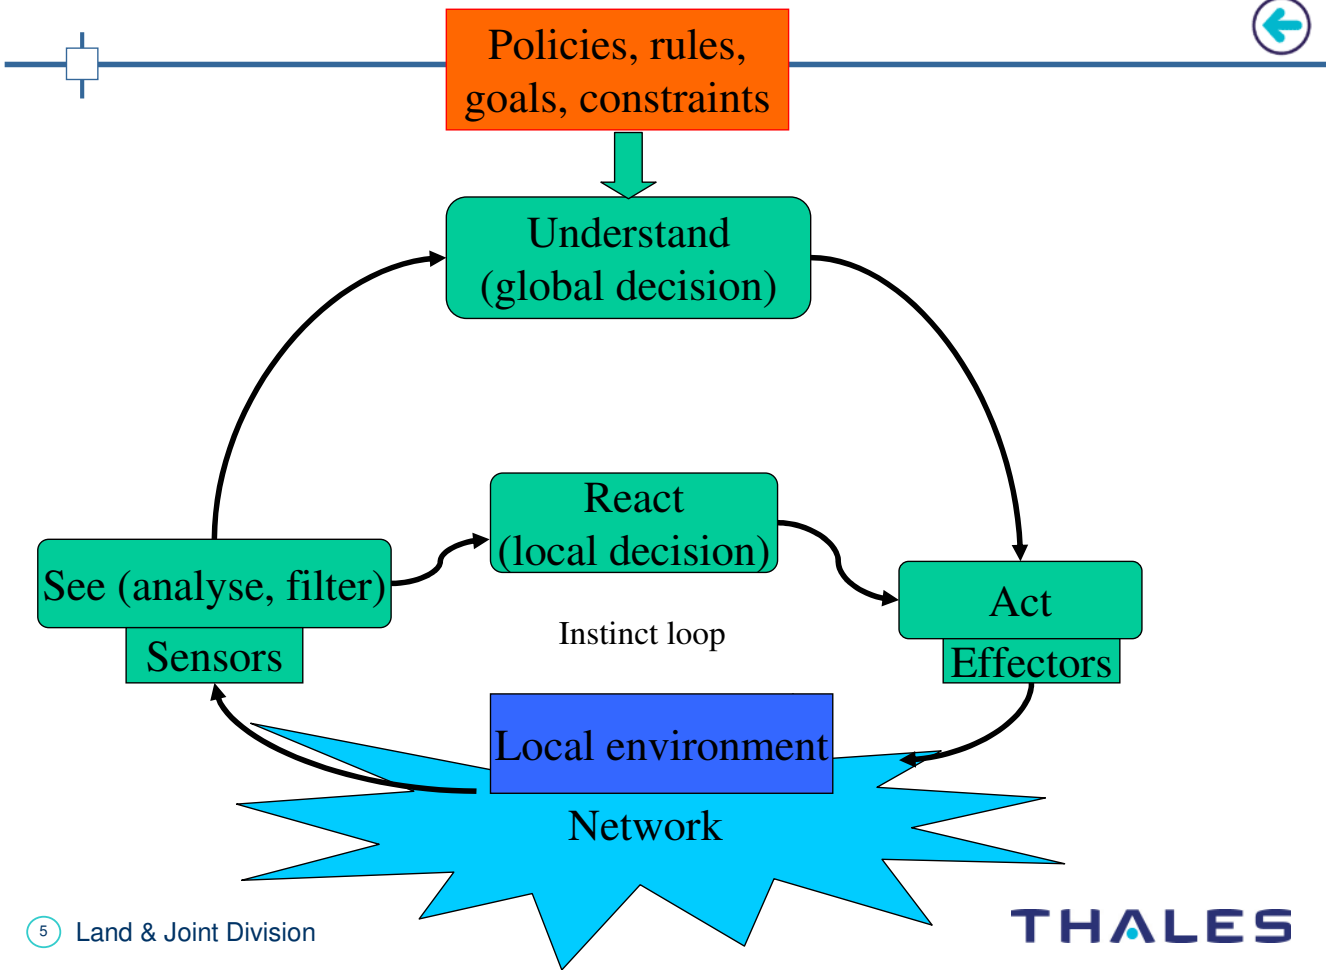 Policies, rules,
goals, constraints
Understand
(global decision)
React
(local decision)
See (analyse, filter)
Act
Instinct loop
Sensors
Effectors
Local environment
Network
5 Land & Joint Division
THALES